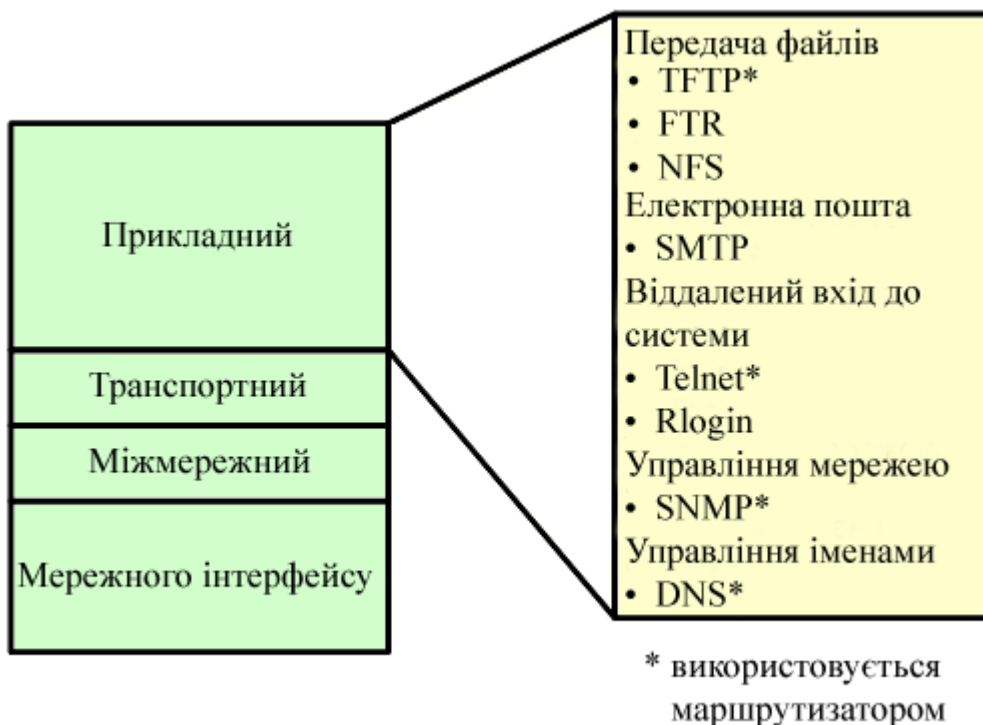 Прикладний
Транспортний
Міжмережний
Мережного інтерфейсу
Передача файлів
• TFTP*
• FTR
• NFS
Електронна пошта
• SMTP
Віддалений вхід до
системи
• Telnet*
• Rlogin
Управління мережею
• SNMP*
Управління іменами
• DNS*
* використовується
маршрутизатором